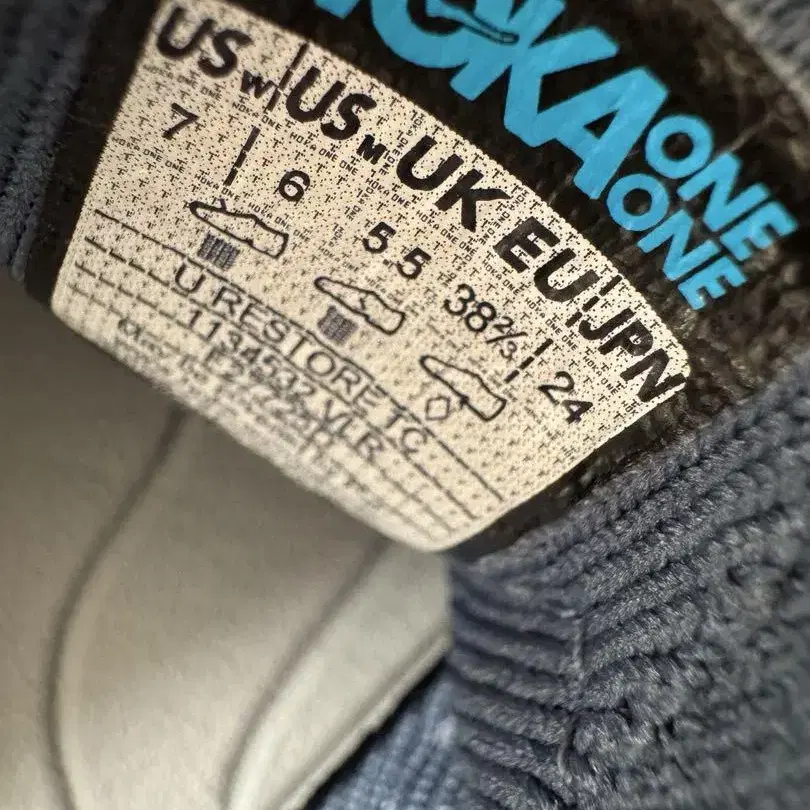 HOKA ONE ONE
US W US M UK EU JPN
7 6 5.5 38⅔ 24
U RESTORE TC
1134532 VLR